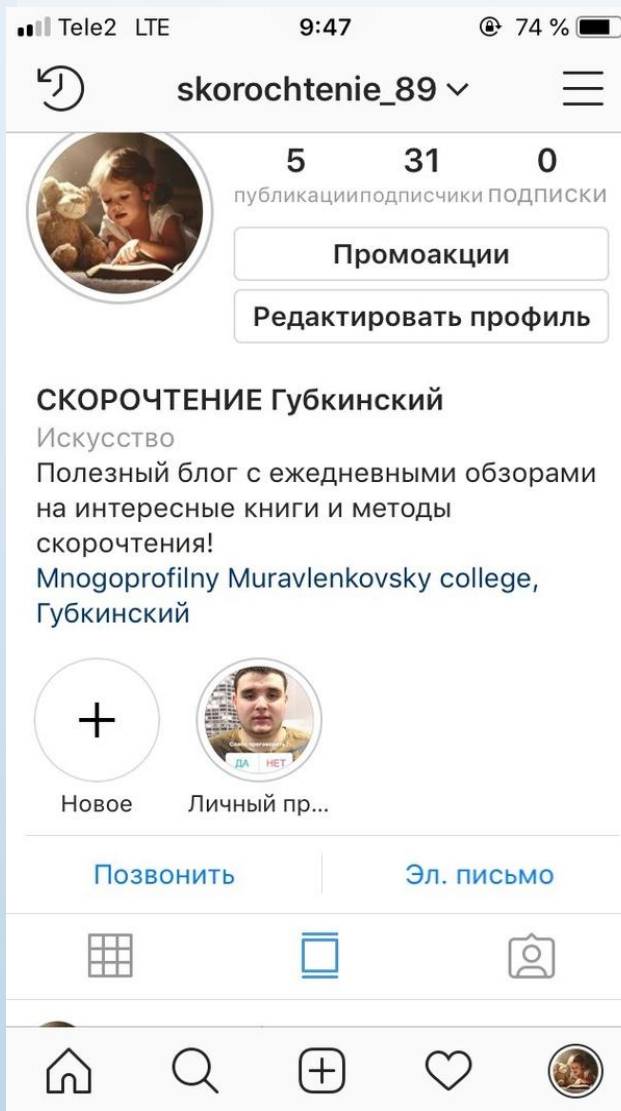 Tele2 LTE 9:47 74 %
skorochtenie_89
5 31 0
публикации подписчики подписки
Промоакции
Редактировать профиль
СКОРОЧТЕНИЕ Губкинский
Искусство
Полезный блог с ежедневными обзорами
на интересные книги и методы
скорочтения!
Mnogoprofilny Muravlenkovsky college,
Губкинский
ДА НЕТ
Новое Личный пр...
Позвонить Эл. письмо